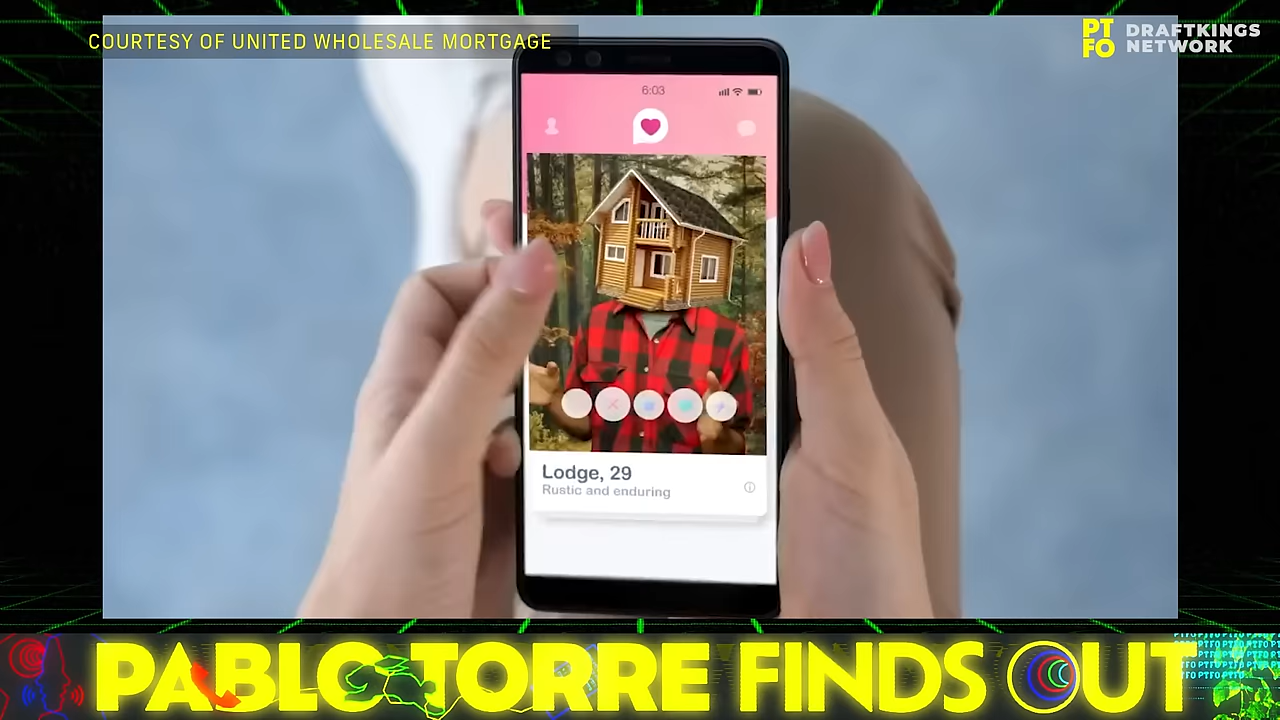 COURTESY OF UNITED WHOLESALE MORTGAGE
PT
FO
DRAFTKINGS
NETWORK
6:03
Lodge, 29
Rustic and enduring
PABLO TORRE FINDS OUT